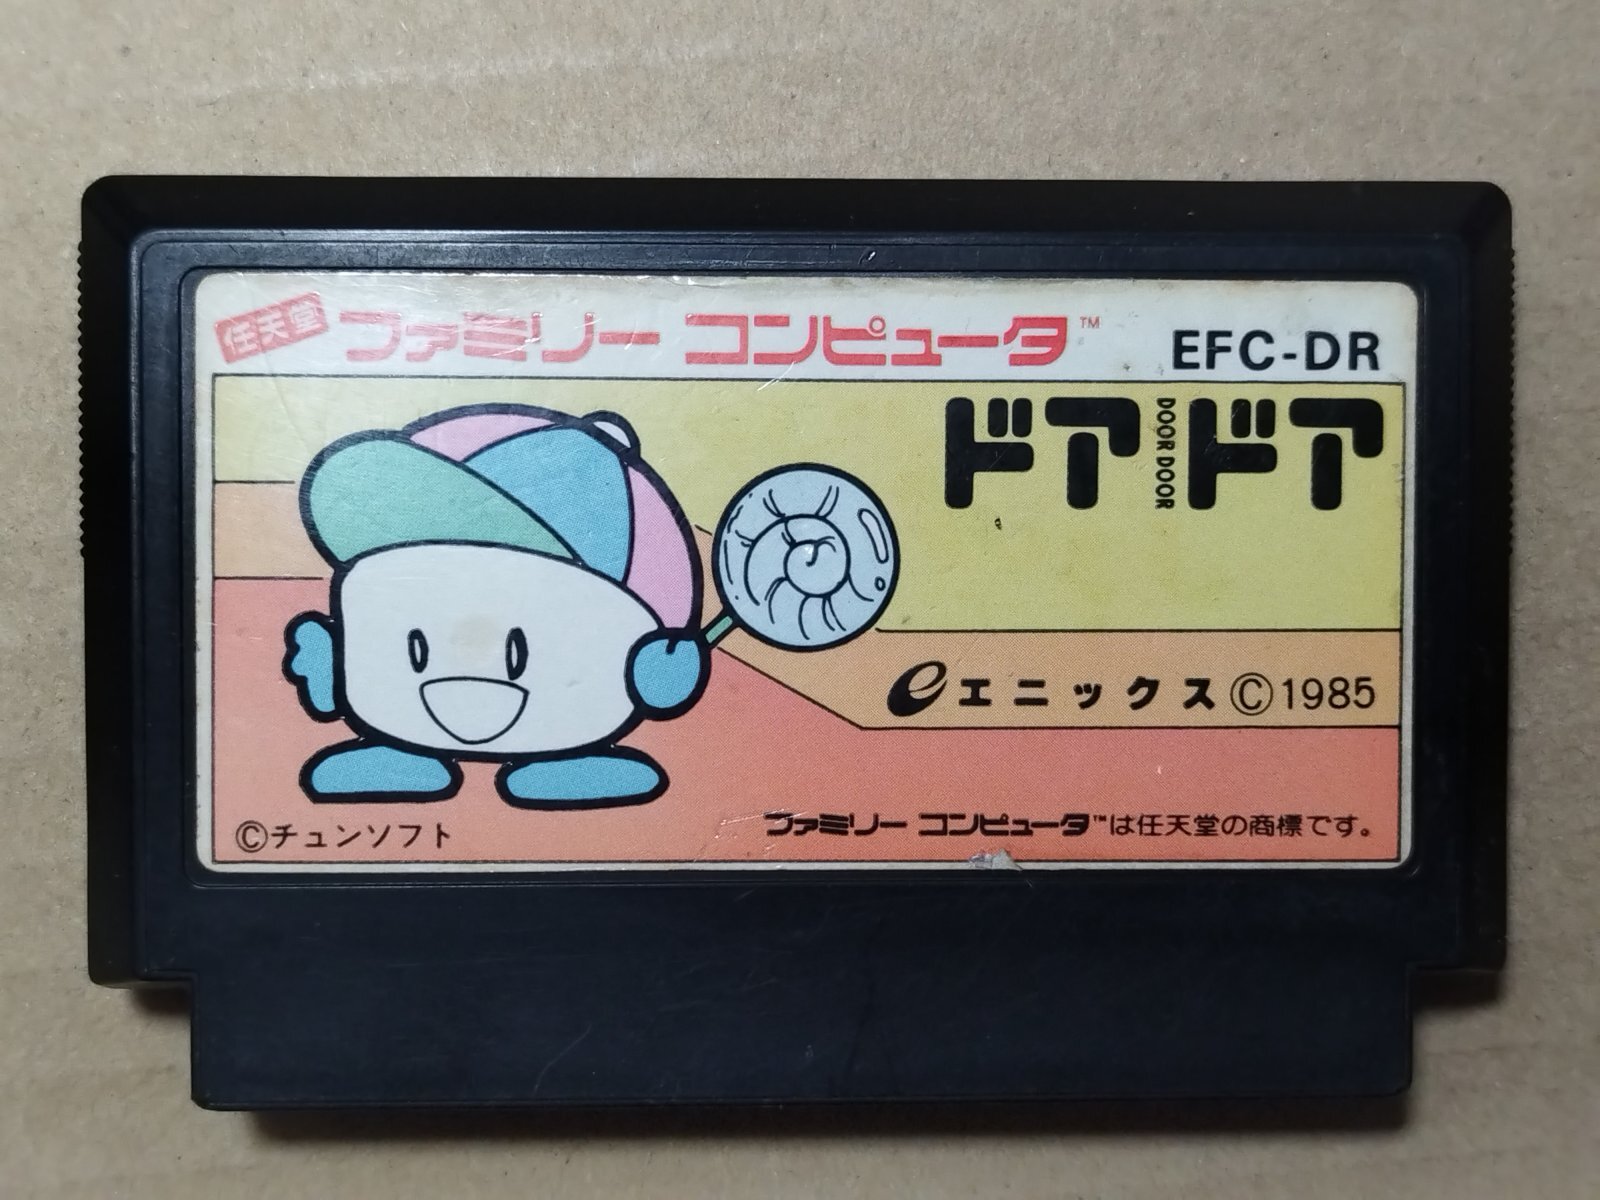 任天堂 ファミリー コンピュータ™ EFC-DR
ドア DOOR DOOR ドア
e エニックス ©1985
©チュンソフト
ファミリー コンピュータ™は任天堂の商標です。